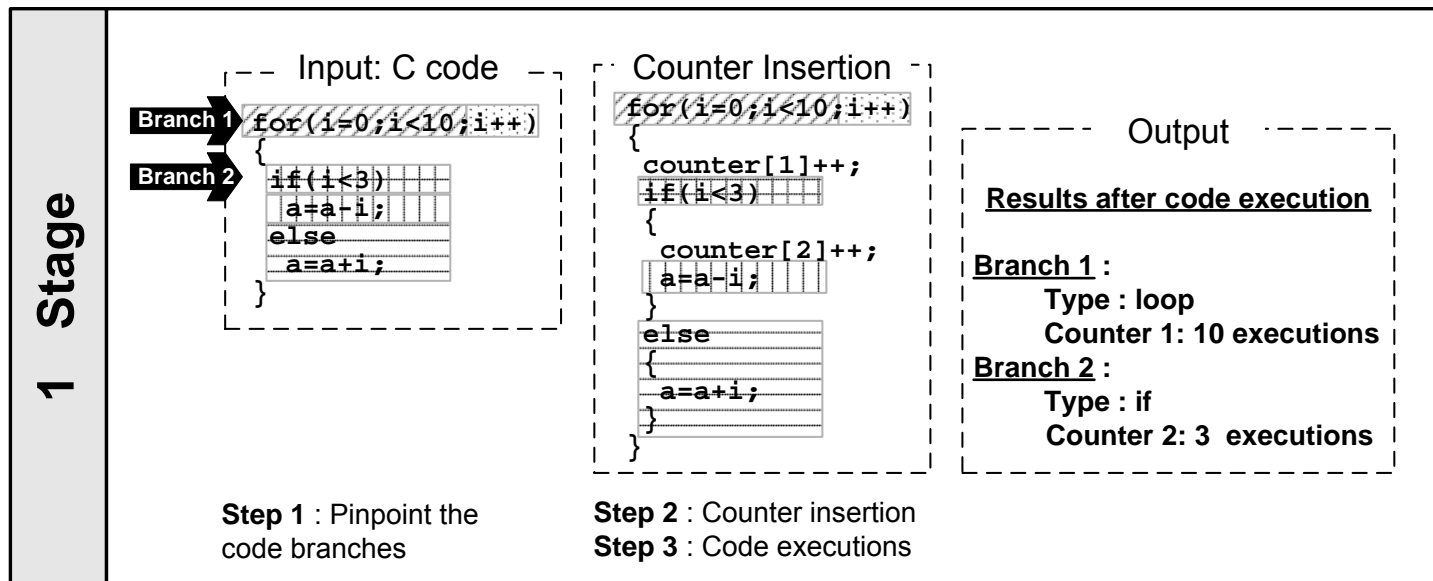 1 Stage
Input: C code
Branch 1
for(i=0;i<10;i++)
{
Branch 2
if(i<3)
a=a-i;
else
a=a+i;
}
Step 1 : Pinpoint the
code branches
Counter Insertion
for(i=0;i<10;i++)
{
counter[1]++;
if(i<3)
{
counter[2]++;
a=a-i;
}
else
{
a=a+i;
}
}
Step 2 : Counter insertion
Step 3 : Code executions
Output
Results after code execution
Branch 1 :
Type : loop
Counter 1: 10 executions
Branch 2 :
Type : if
Counter 2: 3 executions